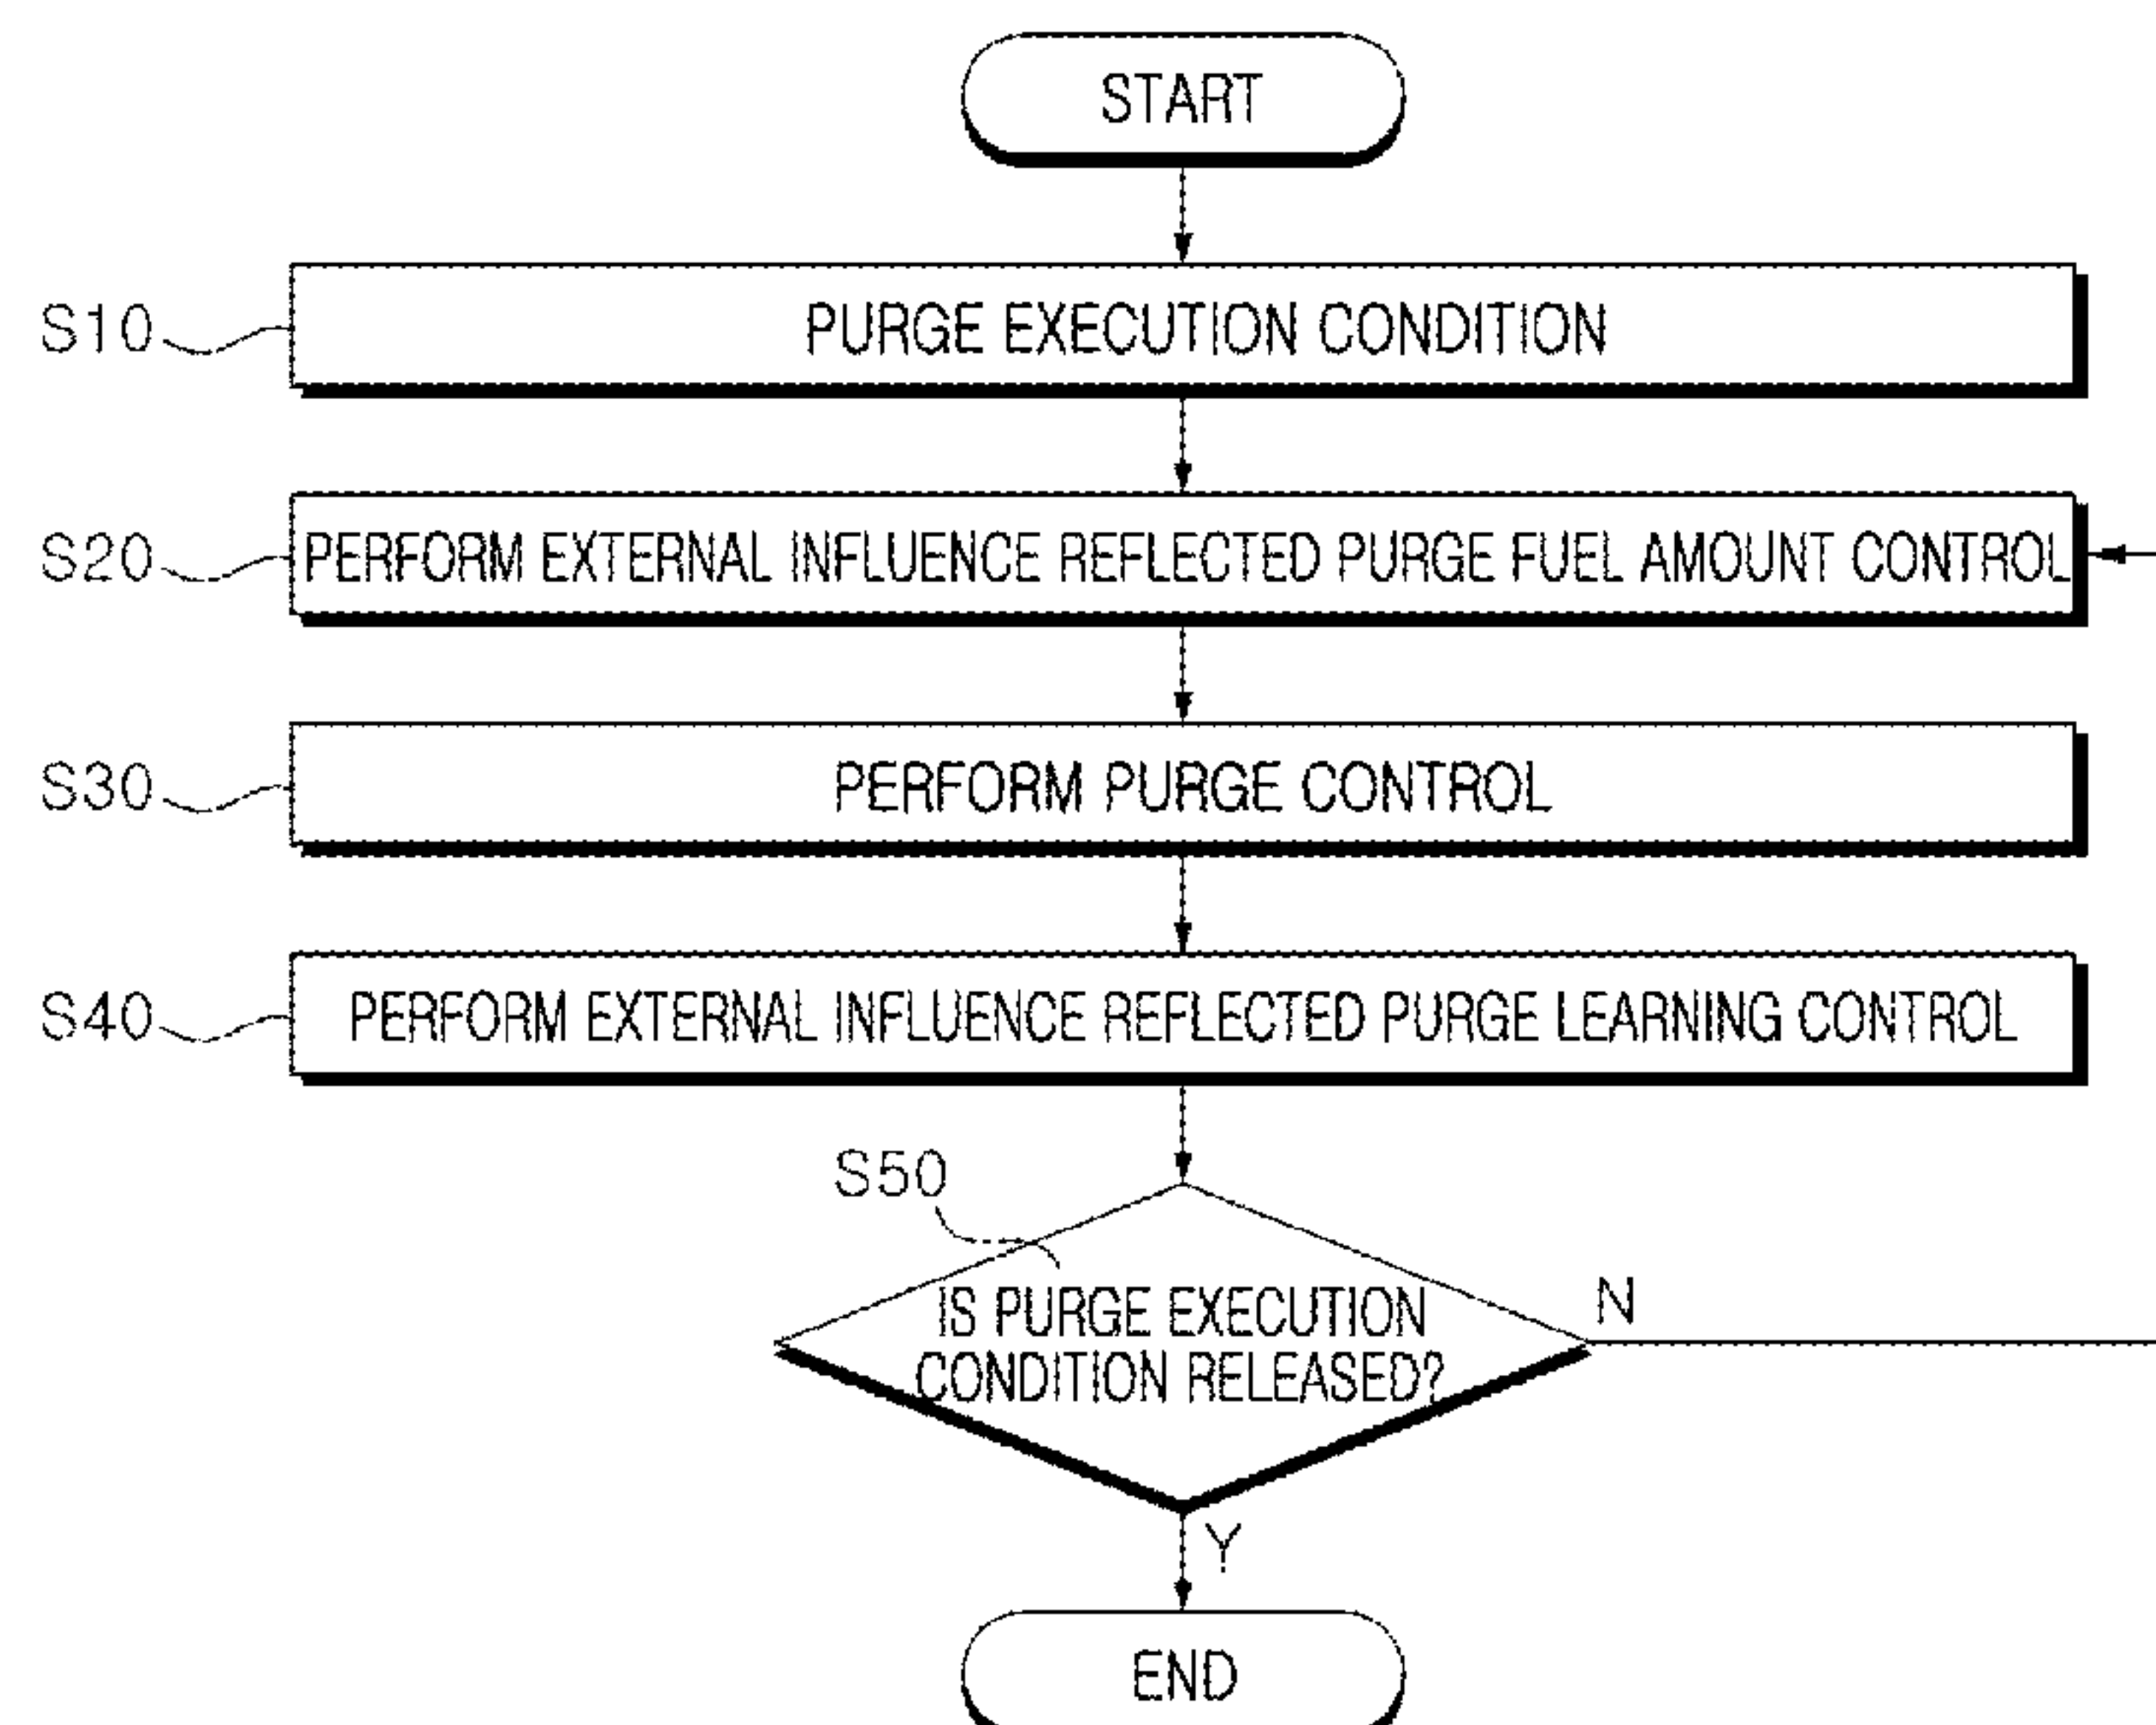 START
S10
PURGE EXECUTION CONDITION
S20
PERFORM EXTERNAL INFLUENCE REFLECTED PURGE FUEL AMOUNT CONTROL
S30
PERFORM PURGE CONTROL
S40
PERFORM EXTERNAL INFLUENCE REFLECTED PURGE LEARNING CONTROL
S50
IS PURGE EXECUTION
CONDITION RELEASED?
N
Y
END